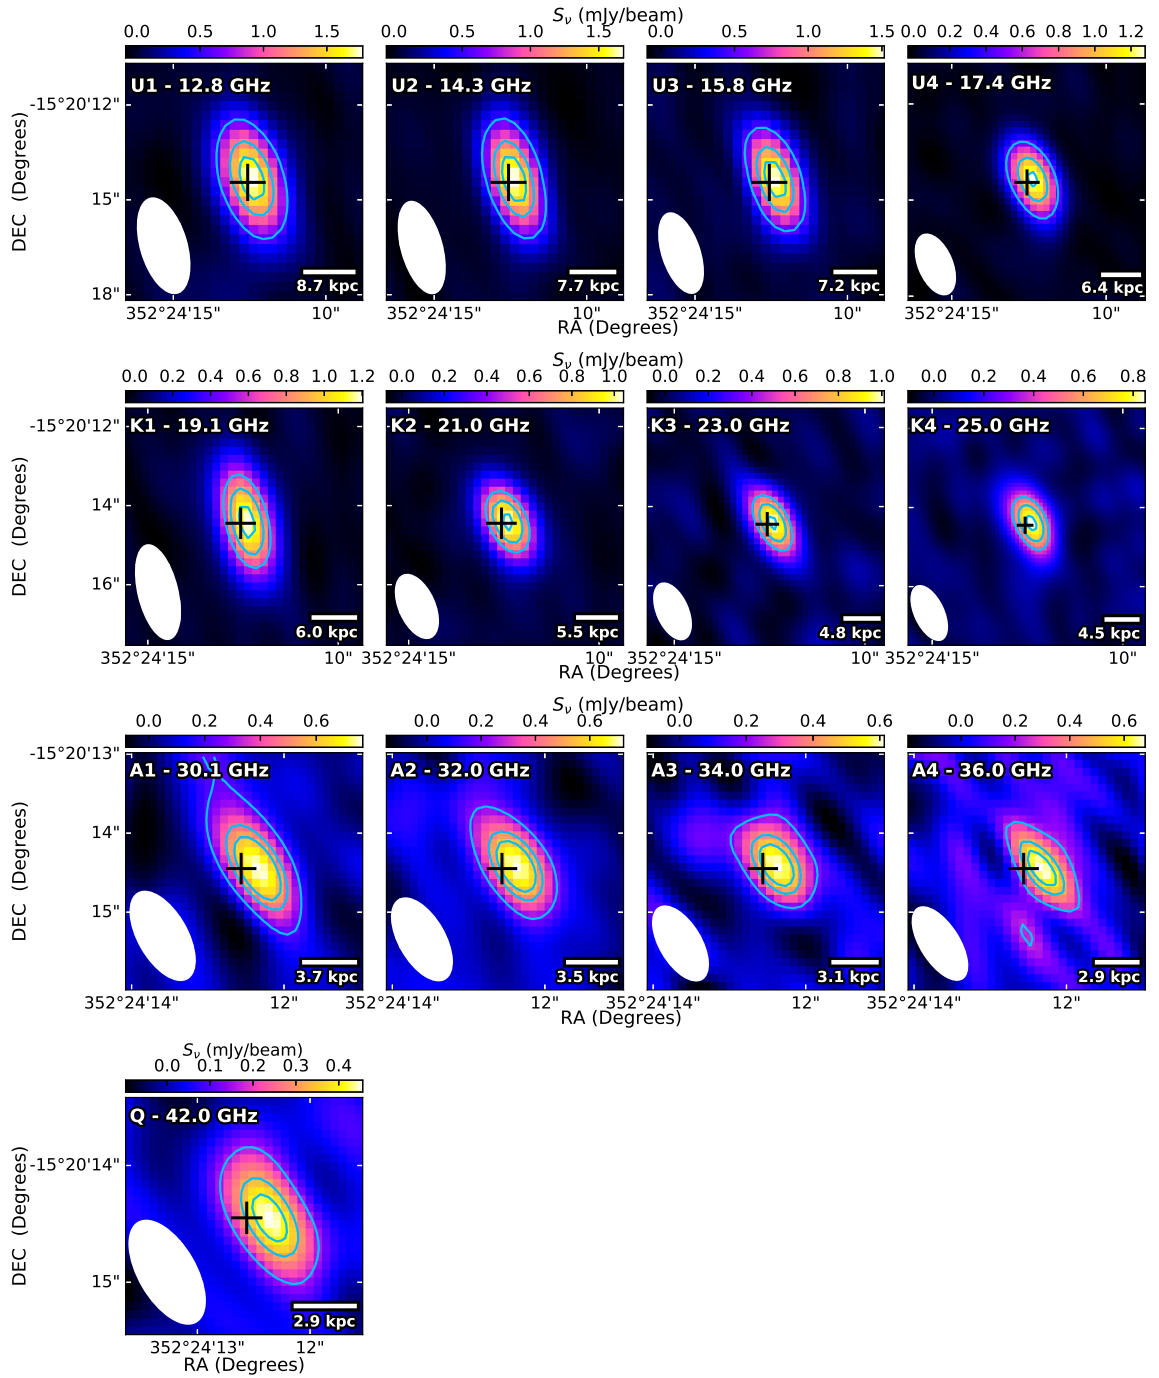 Sν (mJy/beam)
0.0 0.5 1.0 1.5 0.0 0.5 1.0 1.5 0.0 0.5 1.0 1.5 0.0 0.2 0.4 0.6 0.8 1.0 1.2
U1 - 12.8 GHz U2 - 14.3 GHz U3 - 15.8 GHz U4 - 17.4 GHz
-15°20'12"
15"
18"
DEC (Degrees)
8.7 kpc 7.7 kpc 7.2 kpc 6.4 kpc
352°24'15" 10" 352°24'15" 10" 352°24'15" 10" 352°24'15" 10"
RA (Degrees)
Sν (mJy/beam)
0.0 0.2 0.4 0.6 0.8 1.0 1.2 0.0 0.2 0.4 0.6 0.8 1.0 0.0 0.2 0.4 0.6 0.8 1.0 0.0 0.2 0.4 0.6 0.8
K1 - 19.1 GHz K2 - 21.0 GHz K3 - 23.0 GHz K4 - 25.0 GHz
-15°20'12"
14"
16"
DEC (Degrees)
6.0 kpc 5.5 kpc 4.8 kpc 4.5 kpc
352°24'15" 10" 352°24'15" 10" 352°24'15" 10" 352°24'15" 10"
RA (Degrees)
Sν (mJy/beam)
0.0 0.2 0.4 0.6 0.0 0.2 0.4 0.6 0.0 0.2 0.4 0.6 0.0 0.2 0.4 0.6
A1 - 30.1 GHz A2 - 32.0 GHz A3 - 34.0 GHz A4 - 36.0 GHz
-15°20'13"
14"
15"
DEC (Degrees)
3.7 kpc 3.5 kpc 3.1 kpc 2.9 kpc
352°24'14" 12" 352°24'14" 12" 352°24'14" 12" 352°24'14" 12"
RA (Degrees)
Sν (mJy/beam)
0.0 0.1 0.2 0.3 0.4
Q - 42.0 GHz
-15°20'14"
15"
DEC (Degrees)
2.9 kpc
352°24'13" 12"
RA (Degrees)